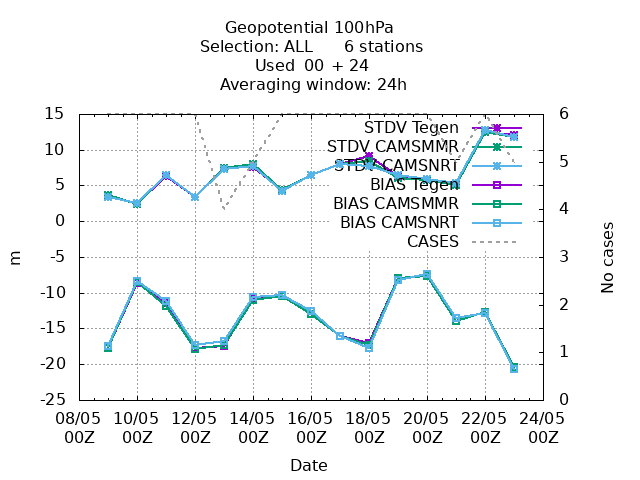 Geopotential 100hPa
Selection: ALL 6 stations
Used 00 + 24
Averaging window: 24h
15
10
5
0
-5
-10
-15
-20
-25
6
5
4
3
2
1
0
STDV Tegen
STDV CAMSMMR
STDV CAMSNRT
BIAS Tegen
BIAS CAMSMMR
BIAS CAMSNRT
CASES
m
No cases
08/05 10/05 12/05 14/05 16/05 18/05 20/05 22/05 24/05
00Z 00Z 00Z 00Z 00Z 00Z 00Z 00Z 00Z
Date